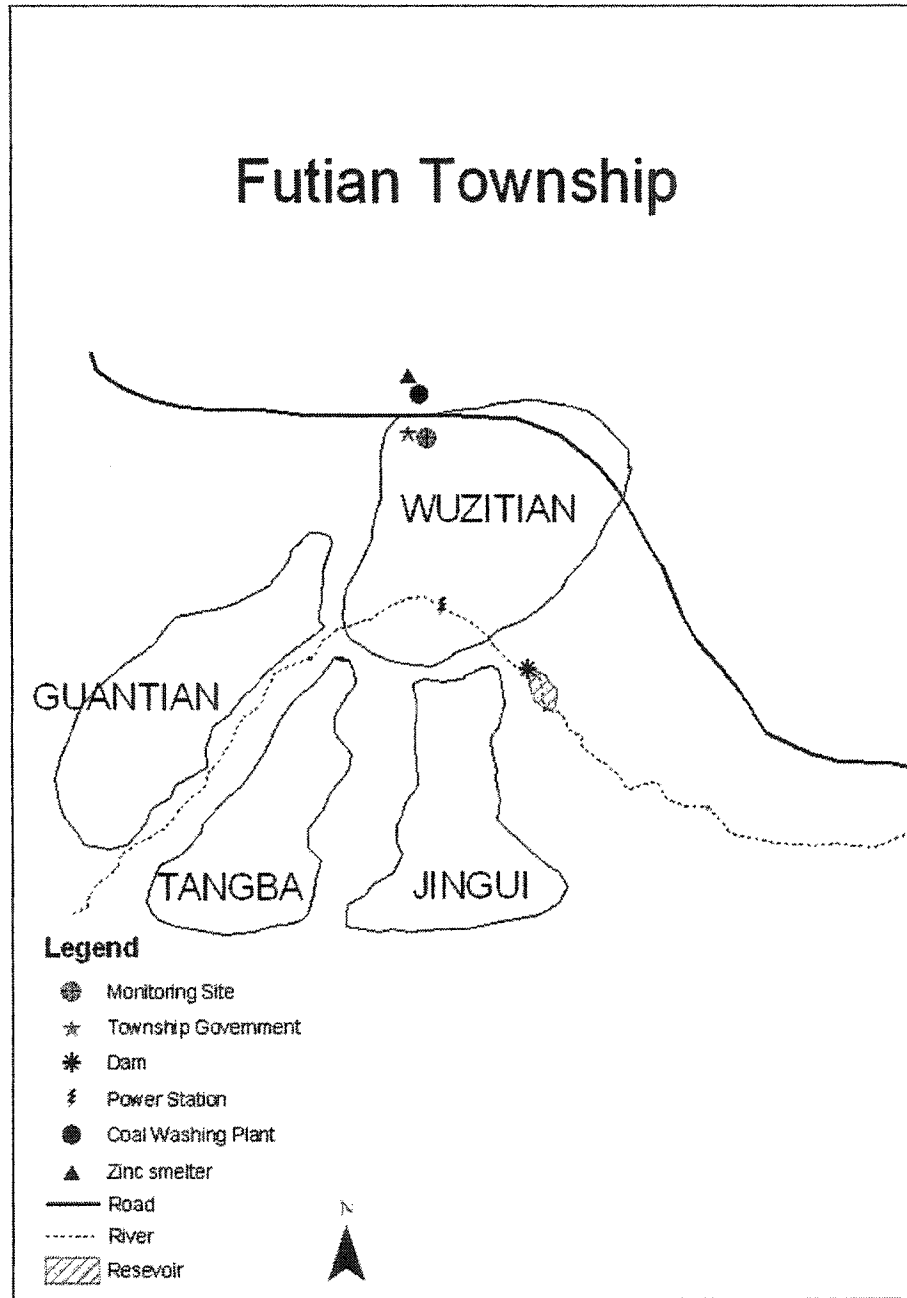 Futian Township
WUZITIAN
GUANTIAN
TANGBA
JINGUI
Legend
Monitoring Site
Township Government
Dam
Power Station
Coal Washing Plant
Zinc smelter
Road
River
Resevoir
N